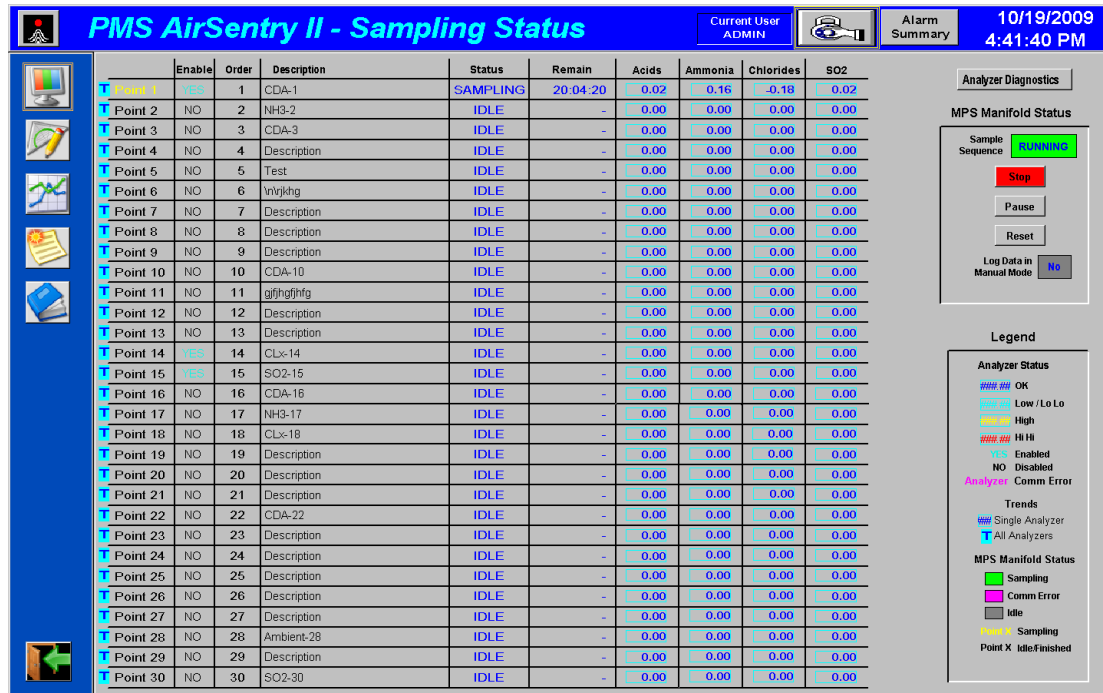 PMS AirSentry II - Sampling Status
Current User
ADMIN
Alarm
Summary
10/19/2009
4:41:40 PM
Enable Order Description Status Remain Acids Ammonia Chlorides SO2
T Point 1 YES 1 CDA-1 SAMPLING 20:04:20 0.02 0.16 -0.18 0.02
T Point 2 NO 2 NH3-2 IDLE - 0.00 0.00 0.00 0.00
T Point 3 NO 3 CDA-3 IDLE - 0.00 0.00 0.00 0.00
T Point 4 NO 4 Description IDLE - 0.00 0.00 0.00 0.00
T Point 5 NO 5 Test IDLE - 0.00 0.00 0.00 0.00
T Point 6 NO 6 \n\rjkhg IDLE - 0.00 0.00 0.00 0.00
T Point 7 NO 7 Description IDLE - 0.00 0.00 0.00 0.00
T Point 8 NO 8 Description IDLE - 0.00 0.00 0.00 0.00
T Point 9 NO 9 Description IDLE - 0.00 0.00 0.00 0.00
T Point 10 NO 10 CDA-10 IDLE - 0.00 0.00 0.00 0.00
T Point 11 NO 11 gjfjhgfjhfg IDLE - 0.00 0.00 0.00 0.00
T Point 12 NO 12 Description IDLE - 0.00 0.00 0.00 0.00
T Point 13 NO 13 Description IDLE - 0.00 0.00 0.00 0.00
T Point 14 YES 14 CLx-14 IDLE - 0.00 0.00 0.00 0.00
T Point 15 YES 15 SO2-15 IDLE - 0.00 0.00 0.00 0.00
T Point 16 NO 16 CDA-16 IDLE - 0.00 0.00 0.00 0.00
T Point 17 NO 17 NH3-17 IDLE - 0.00 0.00 0.00 0.00
T Point 18 NO 18 CLx-18 IDLE - 0.00 0.00 0.00 0.00
T Point 19 NO 19 Description IDLE - 0.00 0.00 0.00 0.00
T Point 20 NO 20 Description IDLE - 0.00 0.00 0.00 0.00
T Point 21 NO 21 Description IDLE - 0.00 0.00 0.00 0.00
T Point 22 NO 22 CDA-22 IDLE - 0.00 0.00 0.00 0.00
T Point 23 NO 23 Description IDLE - 0.00 0.00 0.00 0.00
T Point 24 NO 24 Description IDLE - 0.00 0.00 0.00 0.00
T Point 25 NO 25 Description IDLE - 0.00 0.00 0.00 0.00
T Point 26 NO 26 Description IDLE - 0.00 0.00 0.00 0.00
T Point 27 NO 27 Description IDLE - 0.00 0.00 0.00 0.00
T Point 28 NO 28 Ambient-28 IDLE - 0.00 0.00 0.00 0.00
T Point 29 NO 29 Description IDLE - 0.00 0.00 0.00 0.00
T Point 30 NO 30 SO2-30 IDLE - 0.00 0.00 0.00 0.00
Analyzer Diagnostics
MPS Manifold Status
Sample
Sequence RUNNING
Stop
Pause
Reset
Log Data in
Manual Mode No
Legend
Analyzer Status
###.## OK
###.## Low / Lo Lo
###.## High
###.## Hi Hi
YES Enabled
NO Disabled
Analyzer Comm Error
Trends
### Single Analyzer
T All Analyzers
MPS Manifold Status
Sampling
Comm Error
Idle
Point X Sampling
Point X Idle/Finished